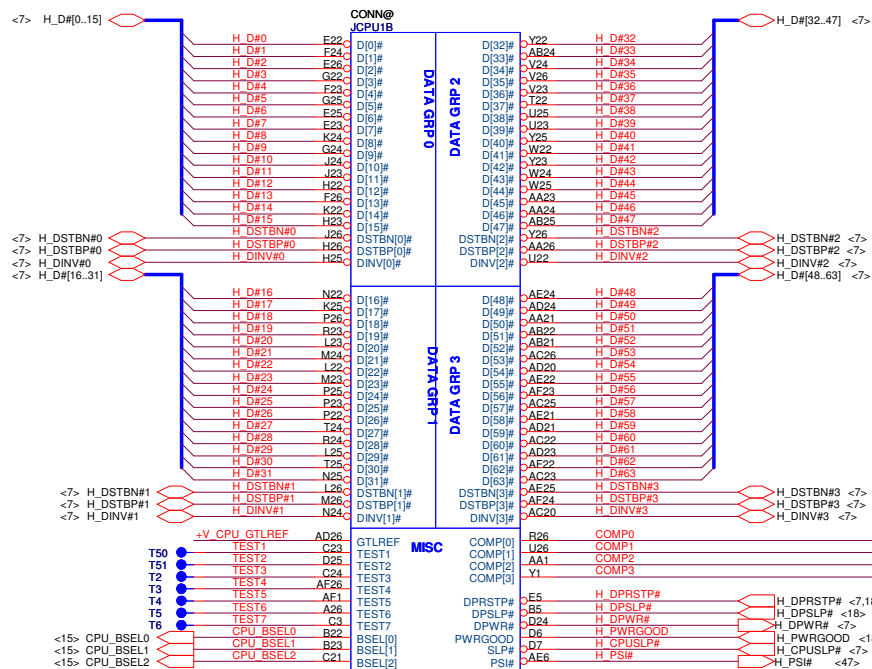 CONN@
JCPU1B
<7> H_D#[0..15] H_D#[32..47] <7>
H_D#0 E22 D[0]# D[32]# Y22 H_D#32
H_D#1 F24 D[1]# D[33]# AB24 H_D#33
H_D#2 E26 D[2]# D[34]# V24 H_D#34
H_D#3 G22 D[3]# D[35]# V26 H_D#35
H_D#4 F23 D[4]# D[36]# V23 H_D#36
H_D#5 G25 D[5]# D[37]# T22 H_D#37
H_D#6 E25 D[6]# D[38]# U25 H_D#38
H_D#7 E23 D[7]# D[39]# U23 H_D#39
H_D#8 K24 D[8]# D[40]# Y25 H_D#40
H_D#9 G24 D[9]# D[41]# W22 H_D#41
H_D#10 J24 D[10]# D[42]# Y23 H_D#42
H_D#11 J23 D[11]# D[43]# W24 H_D#43
H_D#12 H22 D[12]# D[44]# W25 H_D#44
H_D#13 F26 D[13]# D[45]# AA23 H_D#45
H_D#14 K22 D[14]# D[46]# AA24 H_D#46
H_D#15 H23 D[15]# D[47]# AB25 H_D#47
DATA GRP 0
DATA GRP 2
<7> H_DSTBN#0 H_DSTBN#0 J26 DSTBN[0]# DSTBN[2]# Y26 H_DSTBN#2 H_DSTBN#2 <7>
<7> H_DSTBP#0 H_DSTBP#0 H26 DSTBP[0]# DSTBP[2]# AA26 H_DSTBP#2 H_DSTBP#2 <7>
<7> H_DINV#0 H_DINV#0 H25 DINV[0]# DINV[2]# U22 H_DINV#2 H_DINV#2 <7>
<7> H_D#[16..31] H_D#[48..63] <7>
H_D#16 N22 D[16]# D[48]# AE24 H_D#48
H_D#17 K25 D[17]# D[49]# AD24 H_D#49
H_D#18 P26 D[18]# D[50]# AA21 H_D#50
H_D#19 R23 D[19]# D[51]# AB22 H_D#51
H_D#20 L23 D[20]# D[52]# AB21 H_D#52
H_D#21 M24 D[21]# D[53]# AC26 H_D#53
H_D#22 L22 D[22]# D[54]# AD20 H_D#54
H_D#23 M23 D[23]# D[55]# AE22 H_D#55
H_D#24 P25 D[24]# D[56]# AF23 H_D#56
H_D#25 P23 D[25]# D[57]# AC25 H_D#57
H_D#26 P22 D[26]# D[58]# AE21 H_D#58
H_D#27 T24 D[27]# D[59]# AD21 H_D#59
H_D#28 R24 D[28]# D[60]# AC22 H_D#60
H_D#29 L25 D[29]# D[61]# AD23 H_D#61
H_D#30 T25 D[30]# D[62]# AF22 H_D#62
H_D#31 N25 D[31]# D[63]# AC23 H_D#63
DATA GRP 1
DATA GRP 3
<7> H_DSTBN#1 H_DSTBN#1 L26 DSTBN[1]# DSTBN[3]# AE25 H_DSTBN#3 H_DSTBN#3 <7>
<7> H_DSTBP#1 H_DSTBP#1 M26 DSTBP[1]# DSTBP[3]# AF24 H_DSTBP#3 H_DSTBP#3 <7>
<7> H_DINV#1 H_DINV#1 N24 DINV[1]# DINV[3]# AC20 H_DINV#3 H_DINV#3 <7>
MISC
+V_CPU_GTLREF AD26 GTLREF COMP[0] R26 COMP0
T50 TEST1 C23 TEST1 COMP[1] U26 COMP1
T51 TEST2 D25 TEST2 COMP[2] AA1 COMP2
T2 TEST3 C24 TEST3 COMP[3] Y1 COMP3
T3 TEST4 AF26 TEST4
T4 TEST5 AF1 TEST5 DPRSTP# E5 H_DPRSTP# H_DPRSTP# <7,18
T5 TEST6 A26 TEST6 DPSLP# B5 H_DPSLP# H_DPSLP# <18>
T6 TEST7 C3 TEST7 DPWR# D24 H_DPWR# H_DPWR# <7>
<15> CPU_BSEL0 CPU_BSEL0 B22 BSEL[0] PWRGOOD D6 H_PWRGOOD H_PWRGOOD <18
<15> CPU_BSEL1 CPU_BSEL1 B23 BSEL[1] SLP# D7 H_CPUSLP# H_CPUSLP# <7>
<15> CPU_BSEL2 CPU_BSEL2 C21 BSEL[2] PSI# AE6 H_PSI# H_PSI# <47>